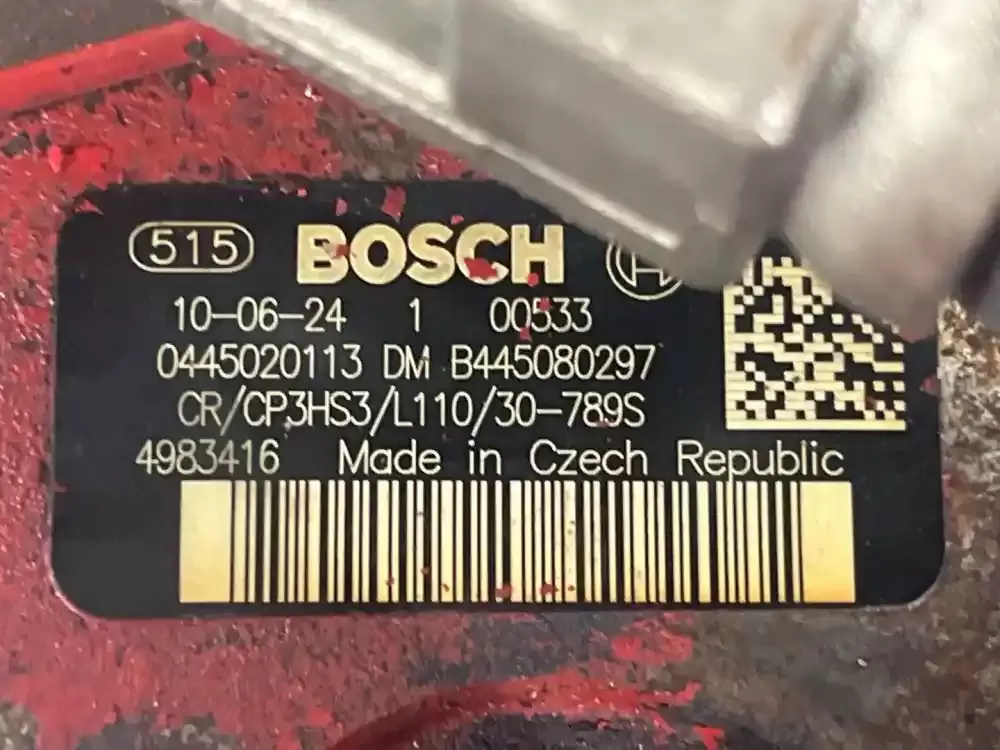 515 BOSCH
10-06-24 1 00533
0445020113 DM B445080297
CR/CP3HS3/L110/30-789S
4983416 Made in Czech Republic